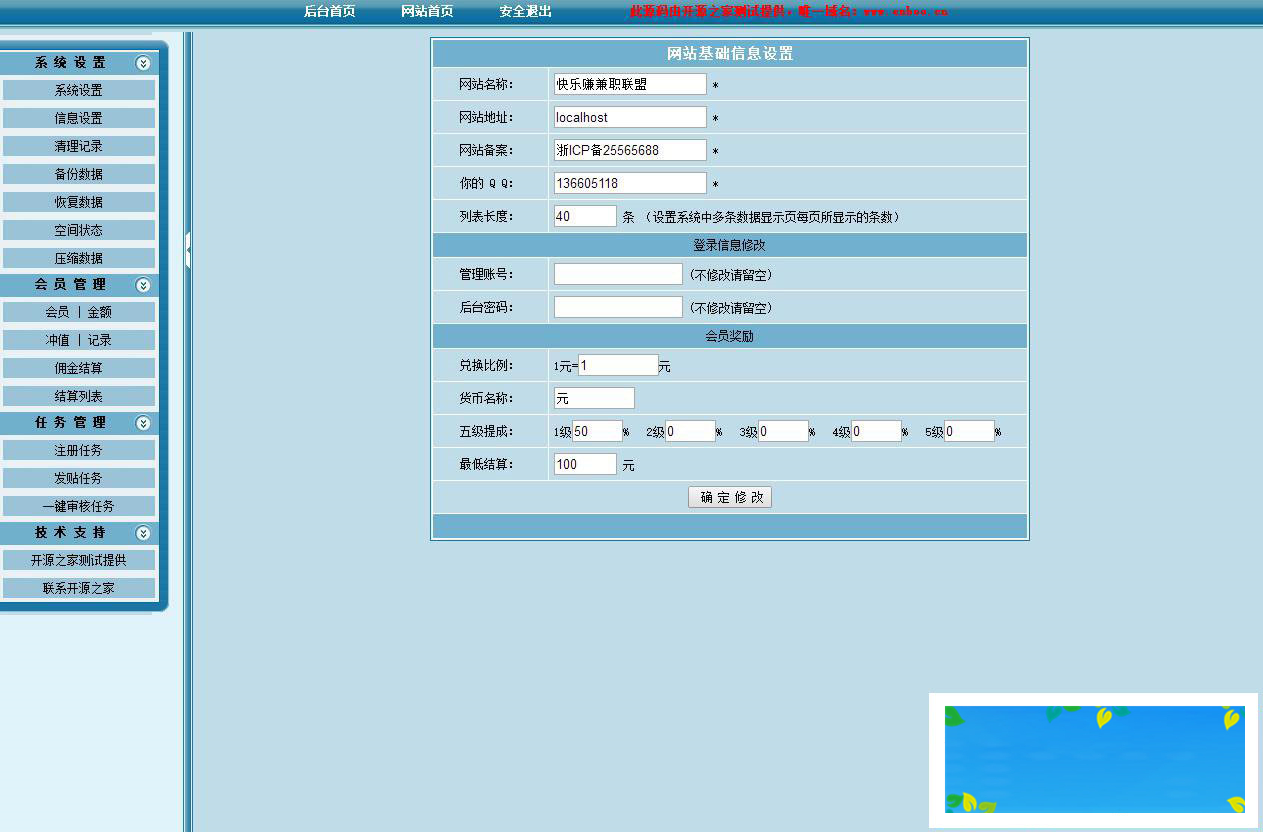 后台首页 网站首页 安全退出 此源码由开源之家测试提供，唯一域名：www.enhoo.cn
系统设置
系统设置
信息设置
清理记录
备份数据
恢复数据
空间状态
压缩数据
会员管理
会员 | 金额
冲值 | 记录
佣金结算
结算列表
任务管理
注册任务
发贴任务
一键审核任务
技术支持
开源之家测试提供
联系开源之家
网站基础信息设置
网站名称： 快乐赚兼职联盟 *
网站地址： localhost *
网站备案： 浙ICP备25565688 *
你的 Q Q： 136605118 *
列表长度： 40 条 （设置系统中多条数据显示页每页所显示的条数）
登录信息修改
管理账号： (不修改请留空)
后台密码： (不修改请留空)
会员奖励
兑换比例： 1元=1元
货币名称： 元
五级提成： 1级50% 2级0% 3级0% 4级0% 5级0%
最低结算： 100 元
确 定 修 改